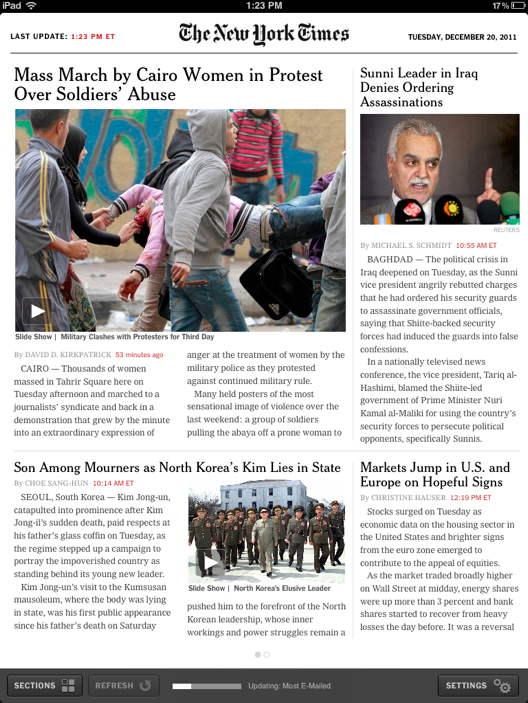 iPad
1:23 PM
17%
LAST UPDATE: 1:23 PM ET
The New York Times
TUESDAY, DECEMBER 20, 2011
Mass March by Cairo Women in Protest
Over Soldiers' Abuse
Slide Show | Military Clashes with Protesters for Third Day
By DAVID D. KIRKPATRICK 53 minutes ago
CAIRO — Thousands of women
massed in Tahrir Square here on
Tuesday afternoon and marched to a
journalists' syndicate and back in a
demonstration that grew by the minute
into an extraordinary expression of
anger at the treatment of women by the
military police as they protested
against continued military rule.
Many held posters of the most
sensational image of violence over the
last weekend: a group of soldiers
pulling the abaya off a prone woman to
Sunni Leader in Iraq
Denies Ordering
Assassinations
REUTERS
By MICHAEL S. SCHMIDT 10:55 AM ET
BAGHDAD — The political crisis in
Iraq deepened on Tuesday, as the Sunni
vice president angrily rebutted charges
that he had ordered his security guards
to assassinate government officials,
saying that Shiite-backed security
forces had induced the guards into false
confessions.
In a nationally televised news
conference, the vice president, Tariq al-
Hashimi, blamed the Shiite-led
government of Prime Minister Nuri
Kamal al-Maliki for using the country's
security forces to persecute political
opponents, specifically Sunnis.
Son Among Mourners as North Korea's Kim Lies in State
By CHOE SANG-HUN 10:14 AM ET
SEOUL, South Korea — Kim Jong-un,
catapulted into prominence after Kim
Jong-il's sudden death, paid respects at
his father's glass coffin on Tuesday, as
the regime stepped up a campaign to
portray the impoverished country as
standing behind its young new leader.
Kim Jong-un's visit to the Kumsusan
mausoleum, where the body was lying
in state, was his first public appearance
since his father's death on Saturday
Slide Show | North Korea's Elusive Leader
pushed him to the forefront of the North
Korean leadership, whose inner
workings and power struggles remain a
Markets Jump in U.S. and
Europe on Hopeful Signs
By CHRISTINE HAUSER 12:19 PM ET
Stocks surged on Tuesday as
economic data on the housing sector in
the United States and brighter signs
from the euro zone emerged to
contribute to the appeal of equities.
As the market traded broadly higher
on Wall Street at midday, energy shares
were up more than 3 percent and bank
shares started to recover from heavy
losses the day before. It was a reversal
SECTIONS
REFRESH
Updating: Most E-Mailed
SETTINGS